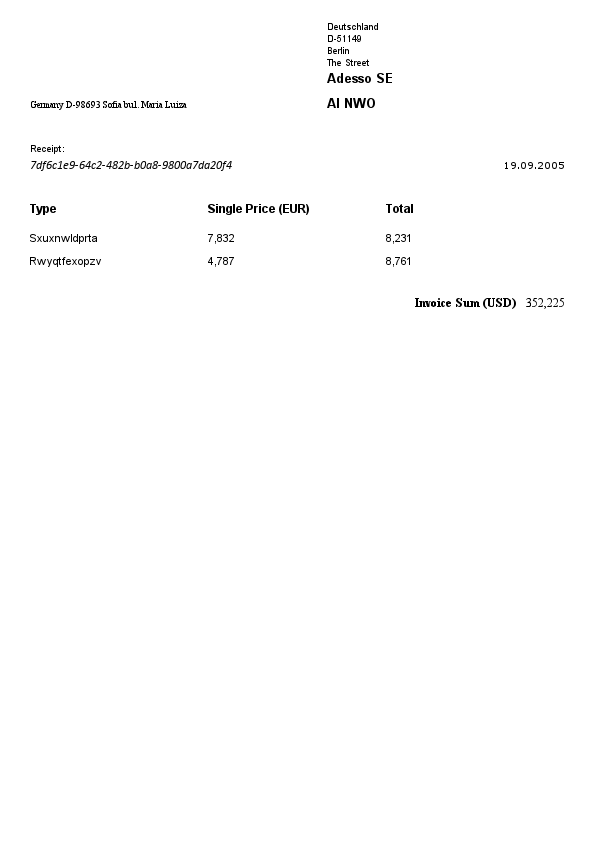 Deutschland
D-51149
Berlin
The Street
Adesso SE
Germany D-98693 Sofia bul. Maria Luiza
AI NWO
Receipt:
7df6c1e9-64c2-482b-b0a8-9800a7da20f4 19.09.2005
Type Single Price (EUR) Total
Sxuxnwldprta 7,832 8,231
Rwyqtfexopzv 4,787 8,761
Invoice Sum (USD) 352,225